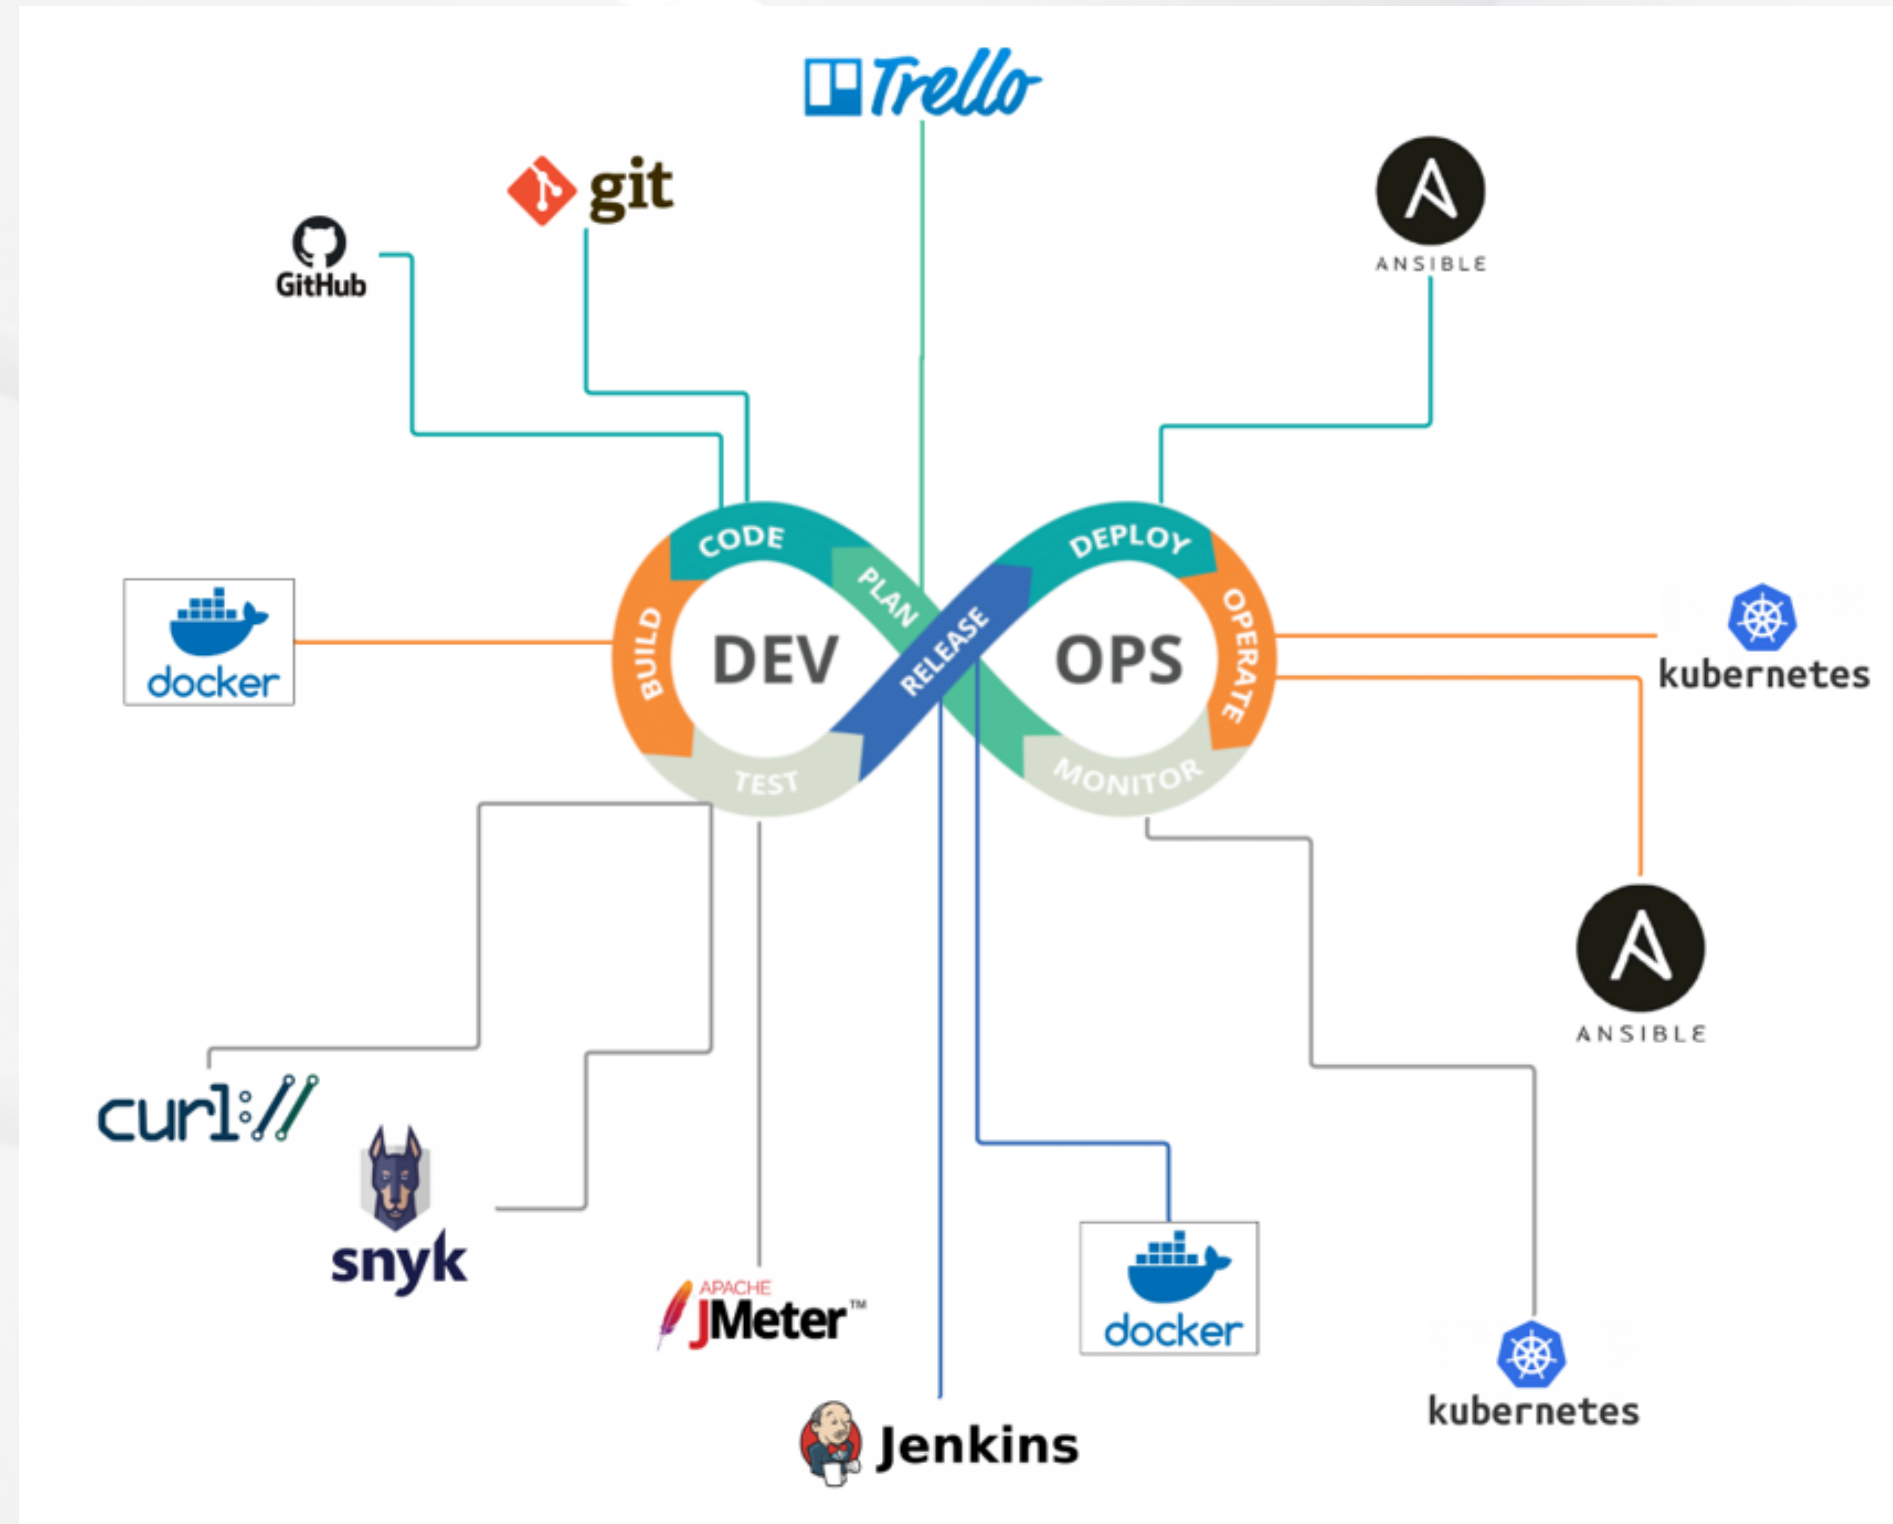 Trello
git
GitHub
ANSIBLE
CODE
DEPLOY
PLAN
BUILD
DEV
RELEASE
OPS
OPERATE
docker
kubernetes
TEST
MONITOR
ANSIBLE
curl://
snyk
APACHE
JMeter™
docker
kubernetes
Jenkins